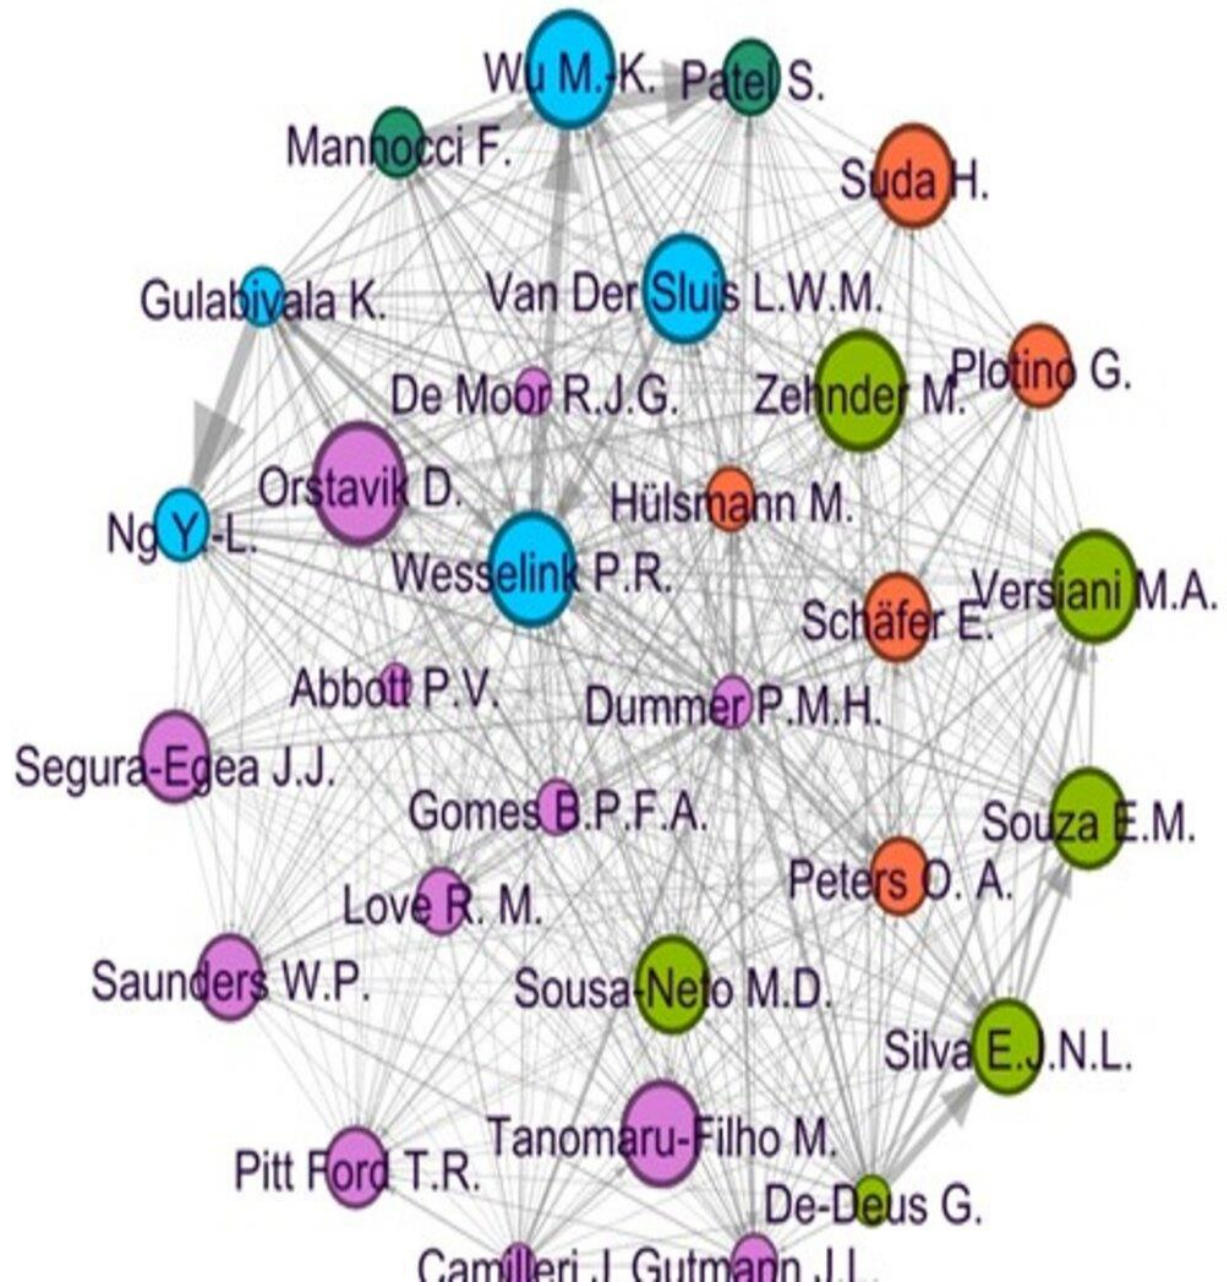 Wu M.-K.
Patel S.
Mannocci F.
Suda H.
Gulabivala K.
Van Der Sluis L.W.M.
De Moor R.J.G.
Zehnder M.
Plotino G.
Orstavik D.
Hülsmann M.
Ng Y.-L.
Wesselink P.R.
Versiani M.A.
Schäfer E.
Abbott P.V.
Dummer P.M.H.
Segura-Egea J.J.
Gomes B.P.F.A.
Souza E.M.
Peters O. A.
Love R. M.
Saunders W.P.
Sousa-Neto M.D.
Silva E.J.N.L.
Tanomaru-Filho M.
Pitt Ford T.R.
De-Deus G.
Camilleri J.
Gutmann J.L.